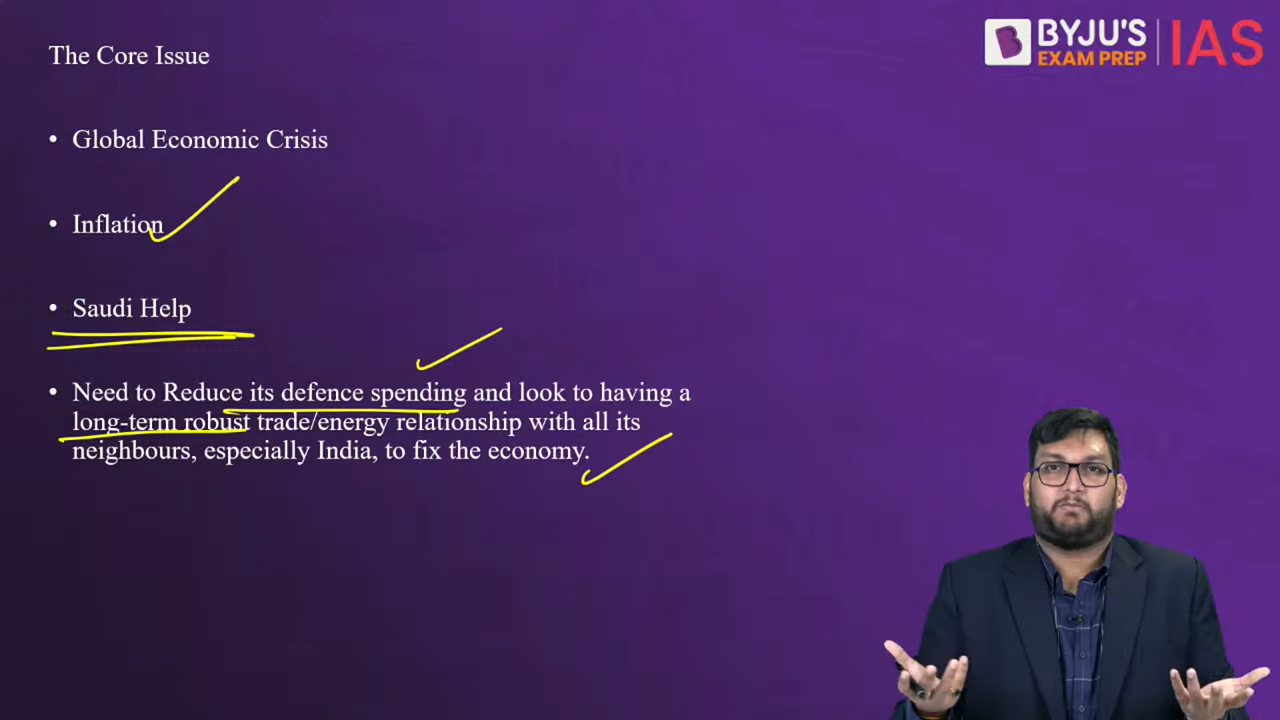 The Core Issue
BYJU'S
EXAM PREP
IAS
• Global Economic Crisis
• Inflation
• Saudi Help
• Need to Reduce its defence spending and look to having a
long-term robust trade/energy relationship with all its
neighbours, especially India, to fix the economy.